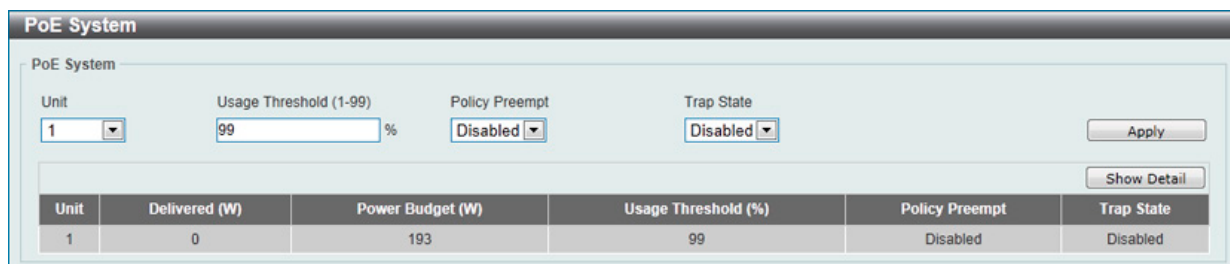 PoE System
PoE System
Unit Usage Threshold (1-99) Policy Preempt Trap State
1 99 % Disabled Disabled Apply
Show Detail
Unit Delivered (W) Power Budget (W) Usage Threshold (%) Policy Preempt Trap State
1 0 193 99 Disabled Disabled